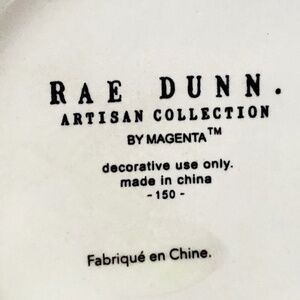 RAE DUNN.
ARTISAN COLLECTION
BY MAGENTA™
decorative use only.
made in china
- 150 -
Fabriqué en Chine.